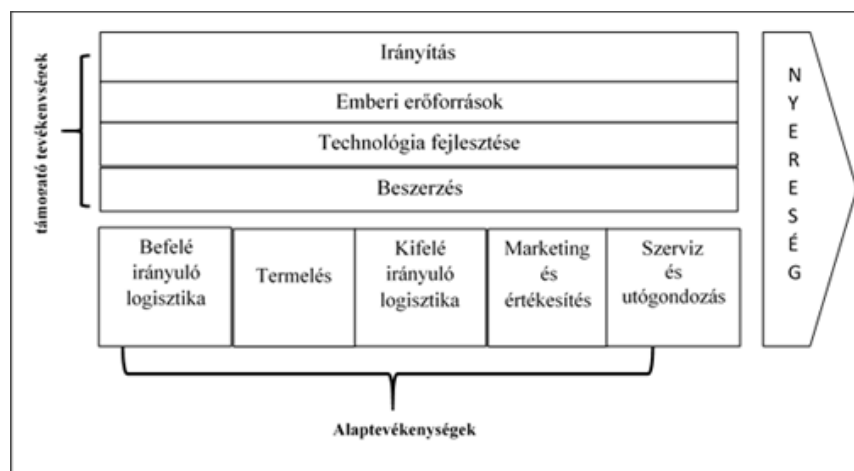 támogató tevékenységek
Irányítás
Emberi erőforrások
Technológia fejlesztése
Beszerzés
Befelé
irányuló
logisztika
Termelés
Kifelé
irányuló
logisztika
Marketing
és
értékesítés
Szerviz
és
utógondozás
NYERESÉG
Alaptevékenységek